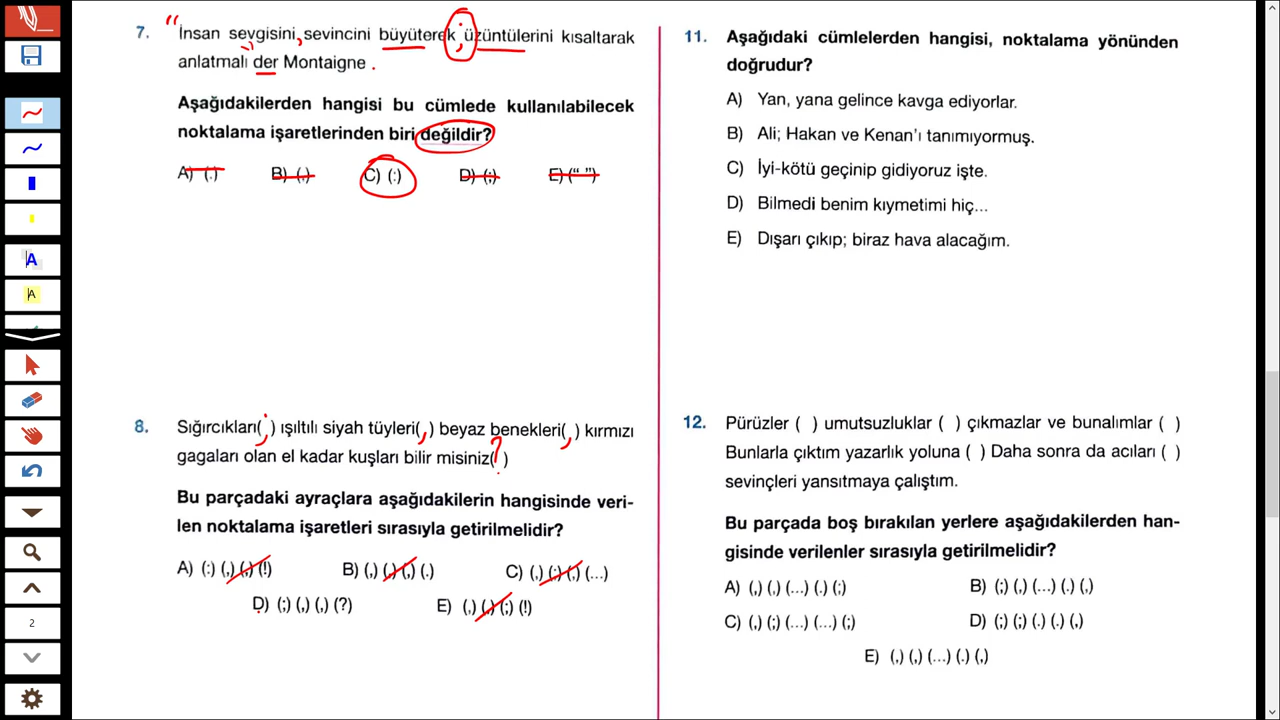 7. İnsan sevgisini, sevincini büyüterek ; üzüntülerini kısaltarak
anlatmalı der Montaigne .
Aşağıdakilerden hangisi bu cümlede kullanılabilecek
noktalama işaretlerinden biri değildir?
A) (.) B) (,) C) (:) D) (;) E) (“ ”)
8. Sığırcıkları(; ) ışıltılı siyah tüyleri(, ) beyaz benekleri(, ) kırmızı
gagaları olan el kadar kuşları bilir misiniz(? )
Bu parçadaki ayraçlara aşağıdakilerin hangisinde veri-
len noktalama işaretleri sırasıyla getirilmelidir?
A) (:) (,) (,) (!) B) (,) (,) (,) (.) C) (,) (;) (,) (...)
D) (;) (,) (,) (?) E) (,) (,) (;) (!)
11. Aşağıdaki cümlelerden hangisi, noktalama yönünden
doğrudur?
A) Yan, yana gelince kavga ediyorlar.
B) Ali; Hakan ve Kenan’ı tanımıyormuş.
C) İyi-kötü geçinip gidiyoruz işte.
D) Bilmedi benim kıymetimi hiç...
E) Dışarı çıkıp; biraz hava alacağım.
12. Pürüzler ( ) umutsuzluklar ( ) çıkmazlar ve bunalımlar ( )
Bunlarla çıktım yazarlık yoluna ( ) Daha sonra da acıları ( )
sevinçleri yansıtmaya çalıştım.
Bu parçada boş bırakılan yerlere aşağıdakilerden han-
gisinde verilenler sırasıyla getirilmelidir?
A) (,) (,) (...) (.) (;) B) (;) (,) (...) (.) (,)
C) (,) (;) (...) (...) (;) D) (;) (;) (.) (.) (,)
E) (,) (,) (...) (.) (,)
A
A
2